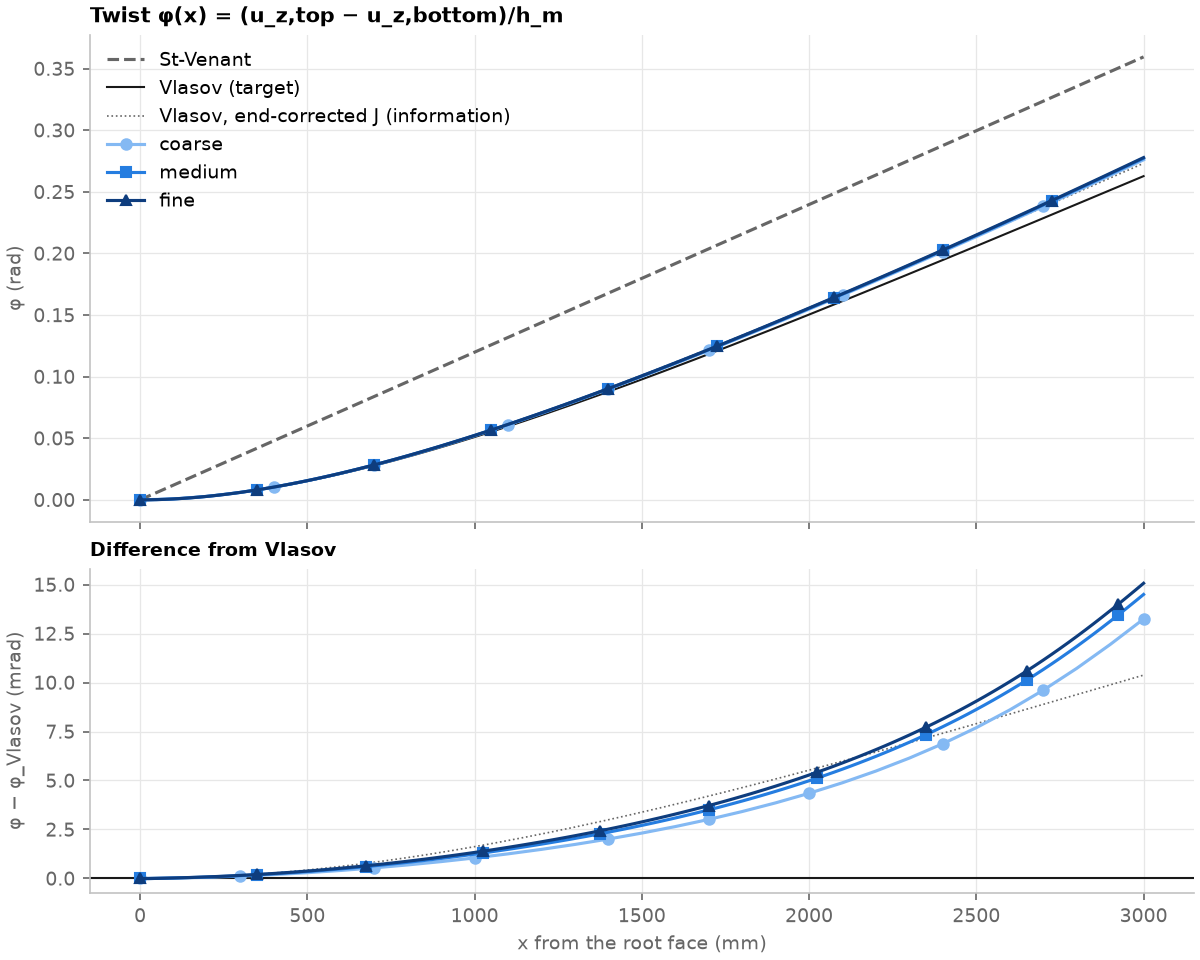 Twist φ(x) = (u_z,top − u_z,bottom)/h_m
St-Venant
Vlasov (target)
Vlasov, end-corrected J (information)
coarse
medium
fine
φ (rad)
0.35
0.30
0.25
0.20
0.15
0.10
0.05
0.00
Difference from Vlasov
φ − φ_Vlasov (mrad)
15.0
12.5
10.0
7.5
5.0
2.5
0.0
0 500 1000 1500 2000 2500 3000
x from the root face (mm)